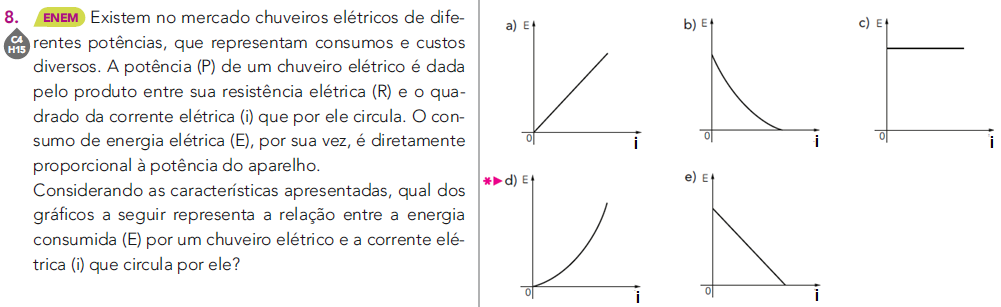 8. ENEM Existem no mercado chuveiros elétricos de dife-
C4
H15
rentes potências, que representam consumos e custos
diversos. A potência (P) de um chuveiro elétrico é dada
pelo produto entre sua resistência elétrica (R) e o qua-
drado da corrente elétrica (i) que por ele circula. O con-
sumo de energia elétrica (E), por sua vez, é diretamente
proporcional à potência do aparelho.
Considerando as características apresentadas, qual dos
gráficos a seguir representa a relação entre a energia
consumida (E) por um chuveiro elétrico e a corrente elé-
trica (i) que circula por ele?
a) E
0 i
b) E
0 i
c) E
0 i
*►d) E
0 i
e) E
0 i